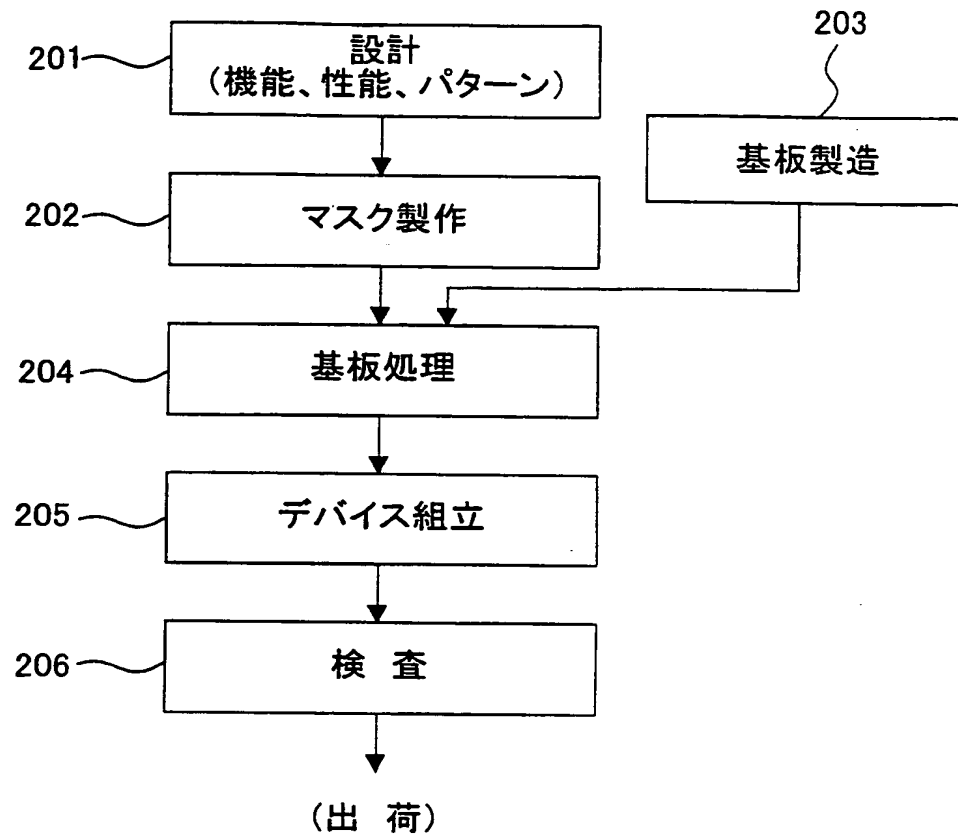 203
201
設計
(機能、性能、パターン)
基板製造
202
マスク製作
204
基板処理
205
デバイス組立
206
検 査
(出 荷)